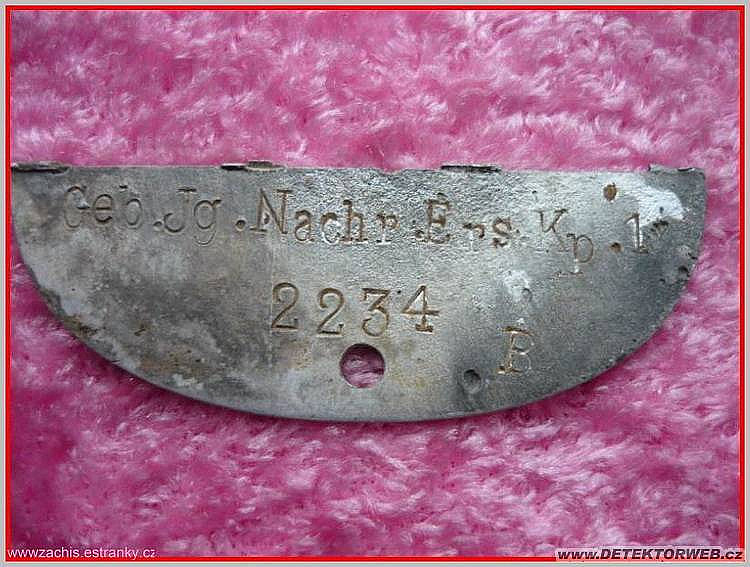 Geb.Jg.Nachr.Ers.Kp.1
2234
B
www.zachis.estranky.cz
www.DETEKTORWEB.cz